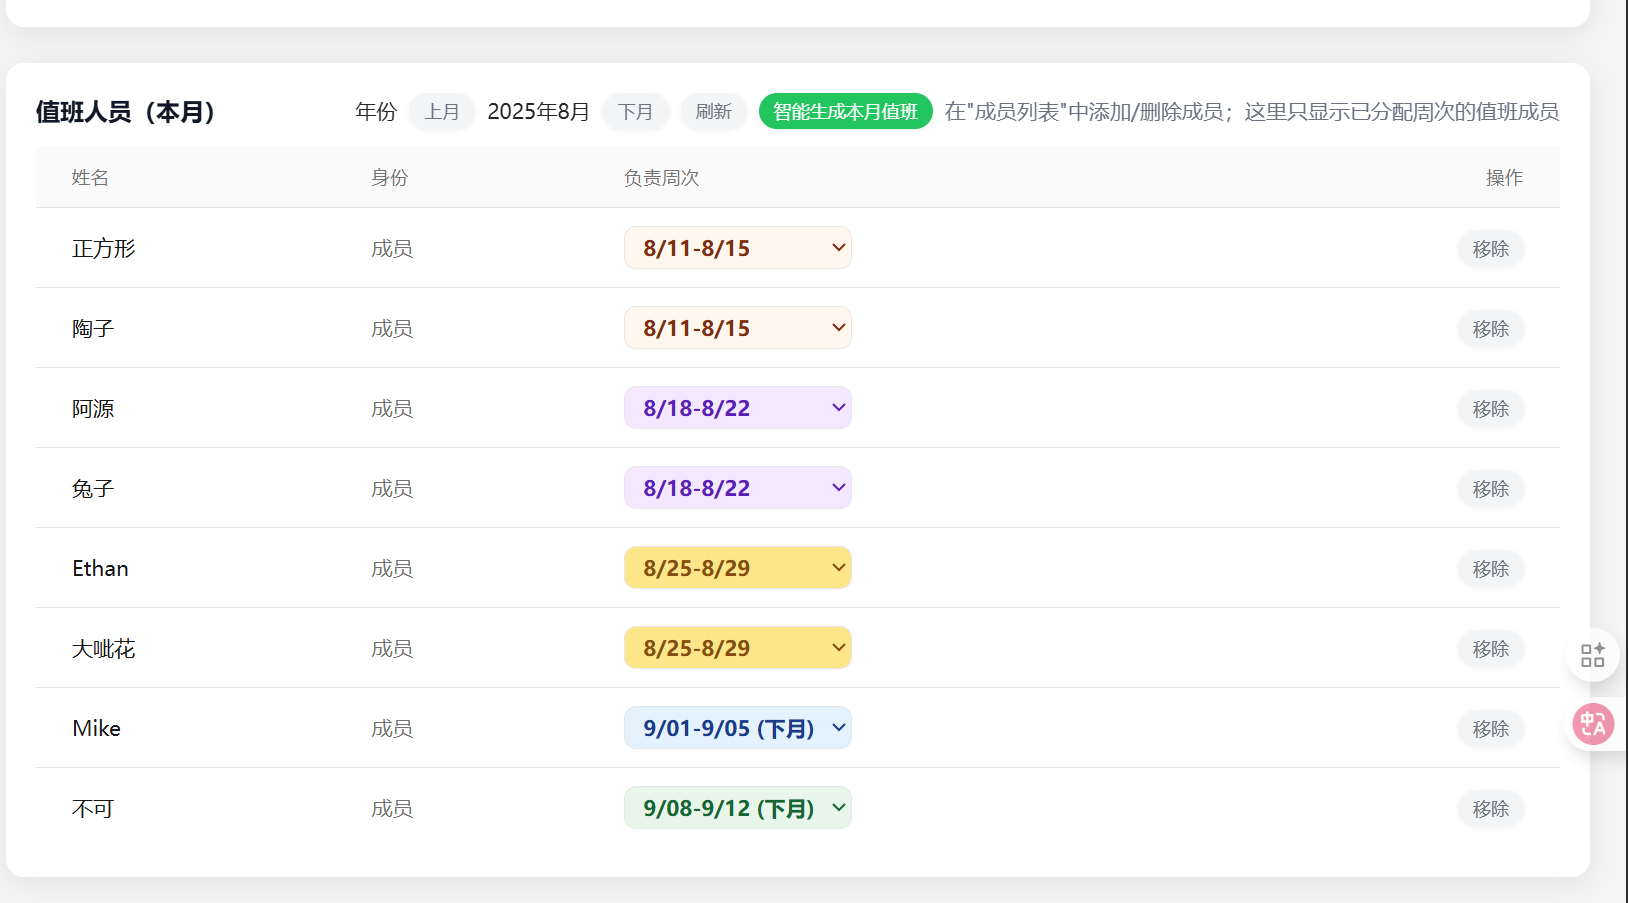 值班人员（本月） 年份 上月 2025年8月 下月 刷新 智能生成本月值班 在"成员列表"中添加/删除成员；这里只显示已分配周次的值班成员
姓名 身份 负责周次 操作
正方形 成员 8/11-8/15 移除
陶子 成员 8/11-8/15 移除
阿源 成员 8/18-8/22 移除
兔子 成员 8/18-8/22 移除
Ethan 成员 8/25-8/29 移除
大呲花 成员 8/25-8/29 移除
Mike 成员 9/01-9/05 (下月) 移除
不可 成员 9/08-9/12 (下月) 移除
中 A